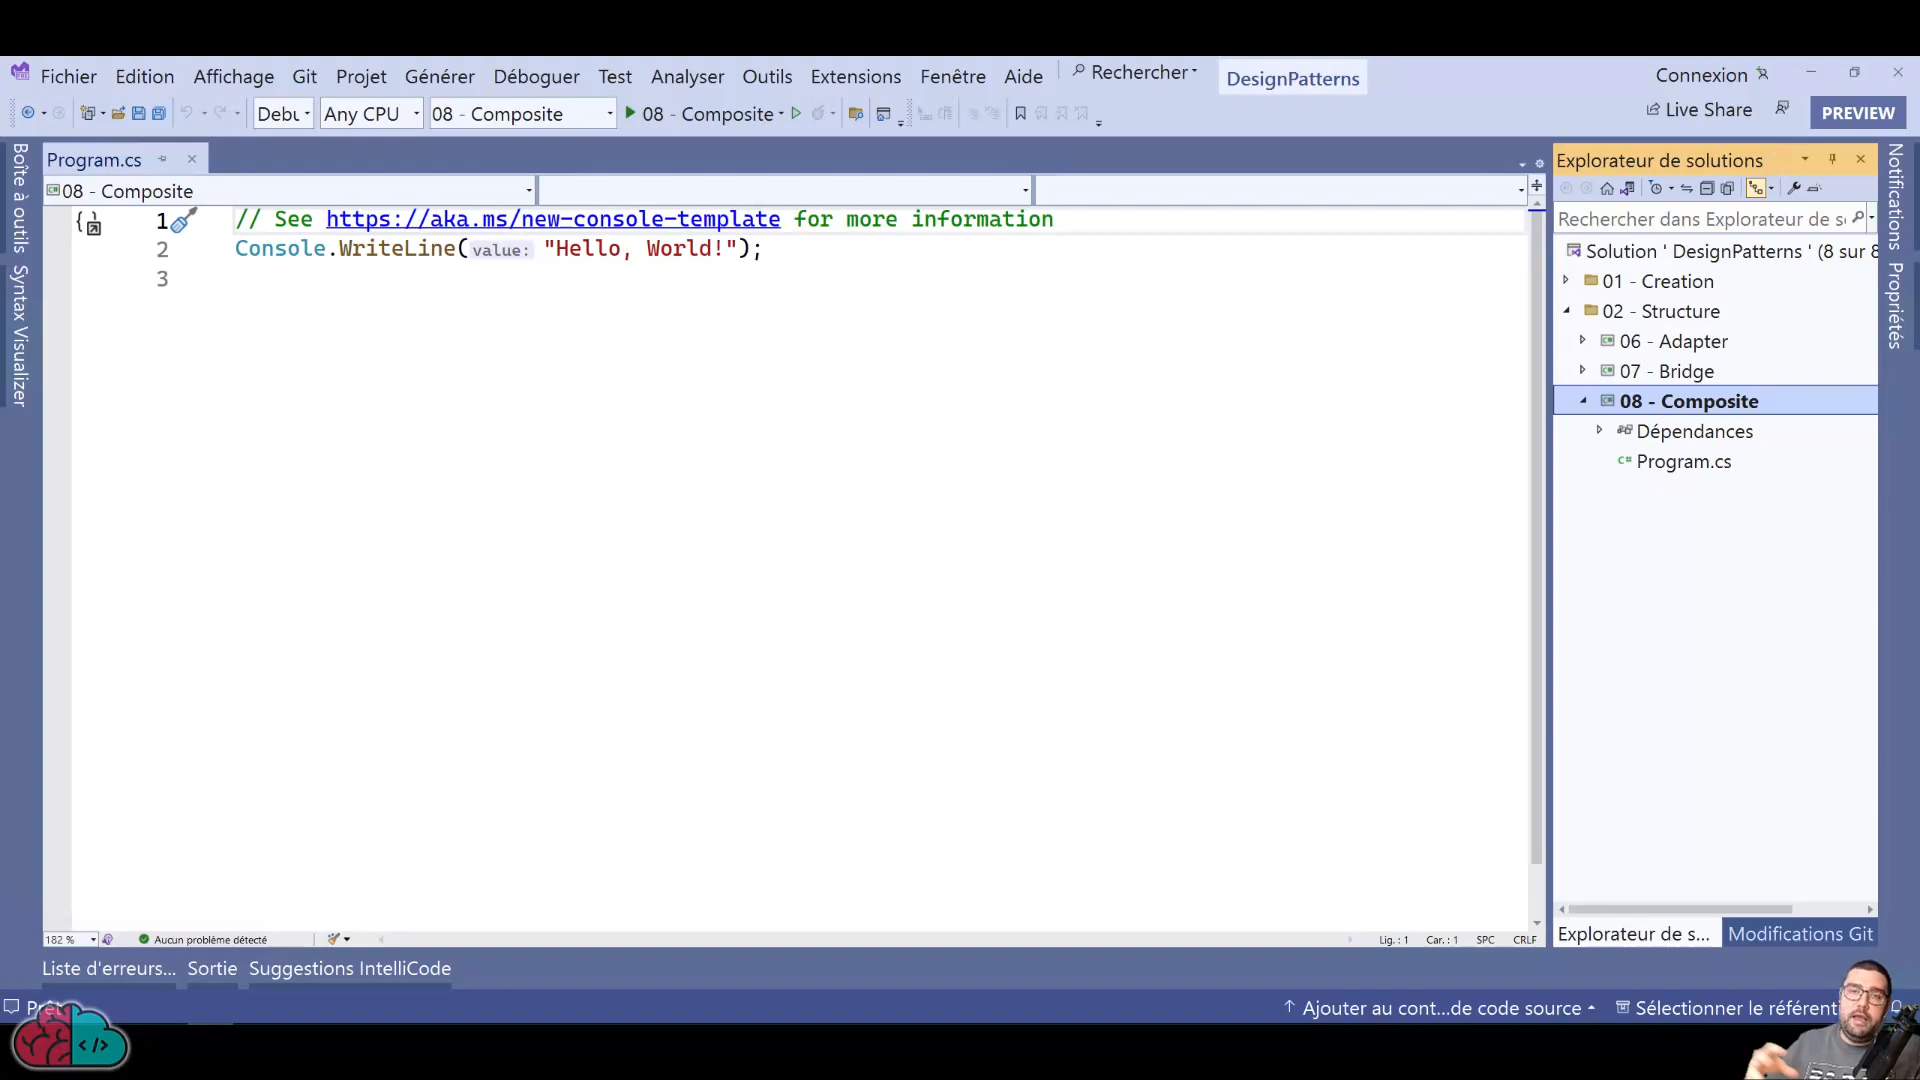 Fichier Edition Affichage Git Projet Générer Déboguer Test Analyser Outils Extensions Fenêtre Aide Rechercher DesignPatterns Connexion
Debu Any CPU 08 - Composite 08 - Composite Live Share PREVIEW
Boîte à outils
Syntax Visualizer
Program.cs
08 - Composite
1 // See https://aka.ms/new-console-template for more information
2 Console.WriteLine(value: "Hello, World!");
3
182 % Aucun problème détecté Lig. : 1 Car. : 1 SPC CRLF
Explorateur de solutions
Rechercher dans Explorateur de s
Solution ' DesignPatterns ' (8 sur 8
01 - Creation
02 - Structure
06 - Adapter
07 - Bridge
08 - Composite
Dépendances
C# Program.cs
Explorateur de s... Modifications Git
Notifications
Propriétés
Liste d'erreurs... Sortie Suggestions IntelliCode
Ajouter au cont...de code source Sélectionner le référenti
</>